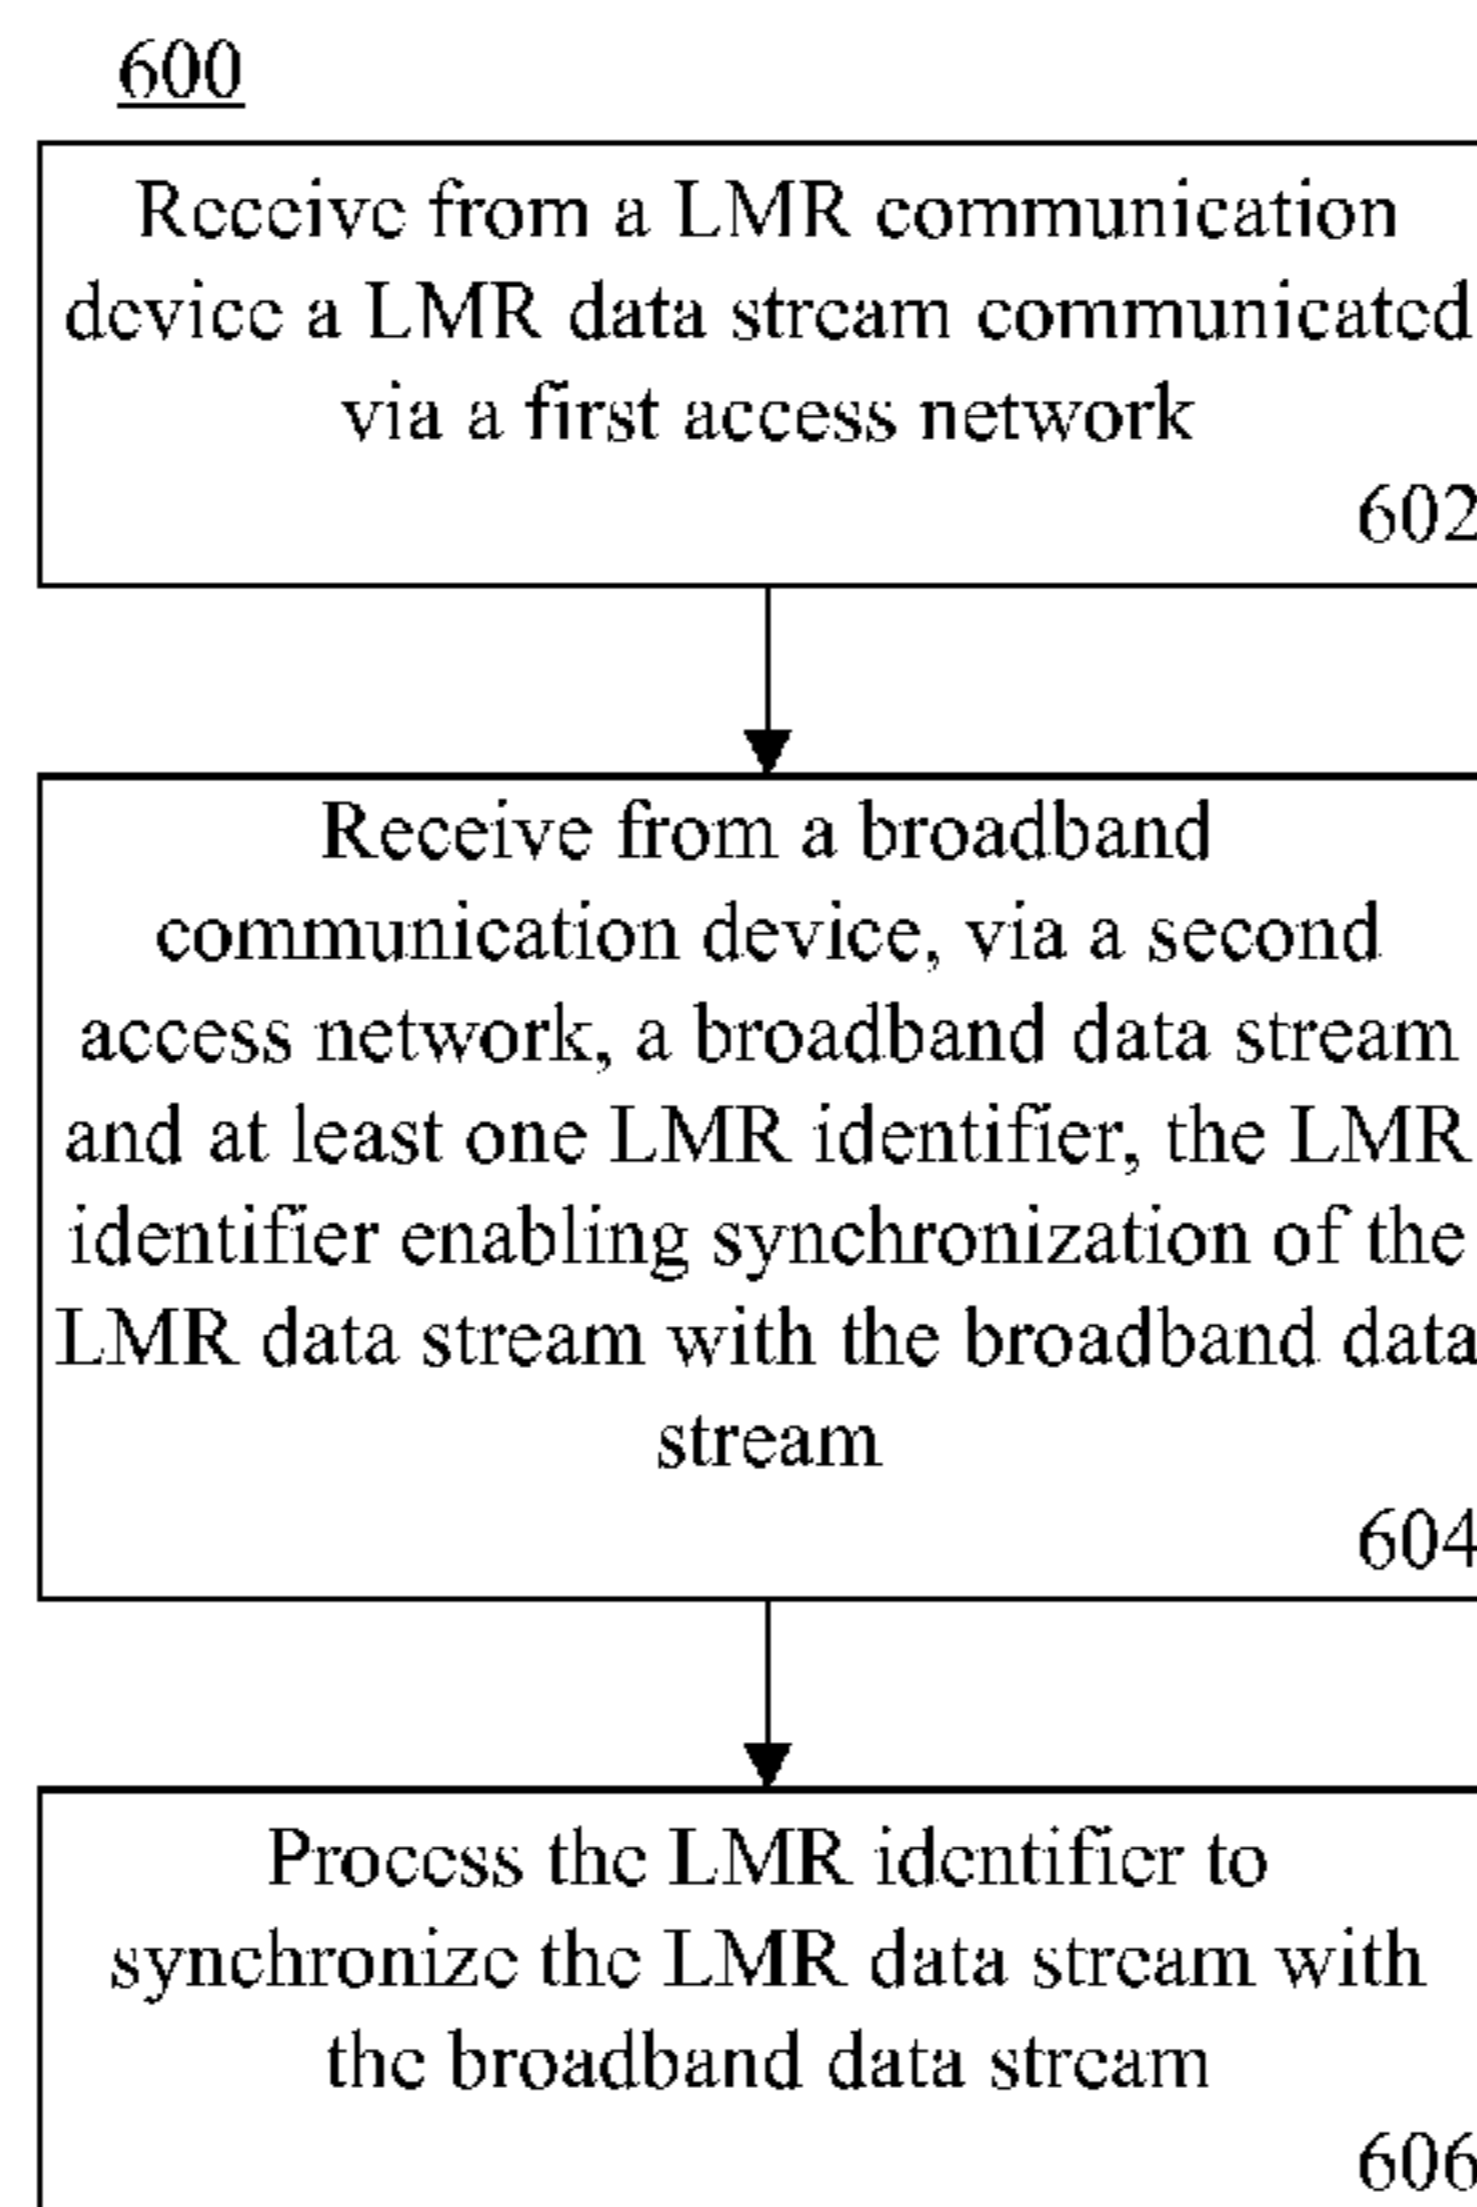 600
Receive from a LMR communication
device a LMR data stream communicated
via a first access network
602
Receive from a broadband
communication device, via a second
access network, a broadband data stream
and at least one LMR identifier, the LMR
identifier enabling synchronization of the
LMR data stream with the broadband data
stream
604
Process the LMR identifier to
synchronize the LMR data stream with
the broadband data stream
606